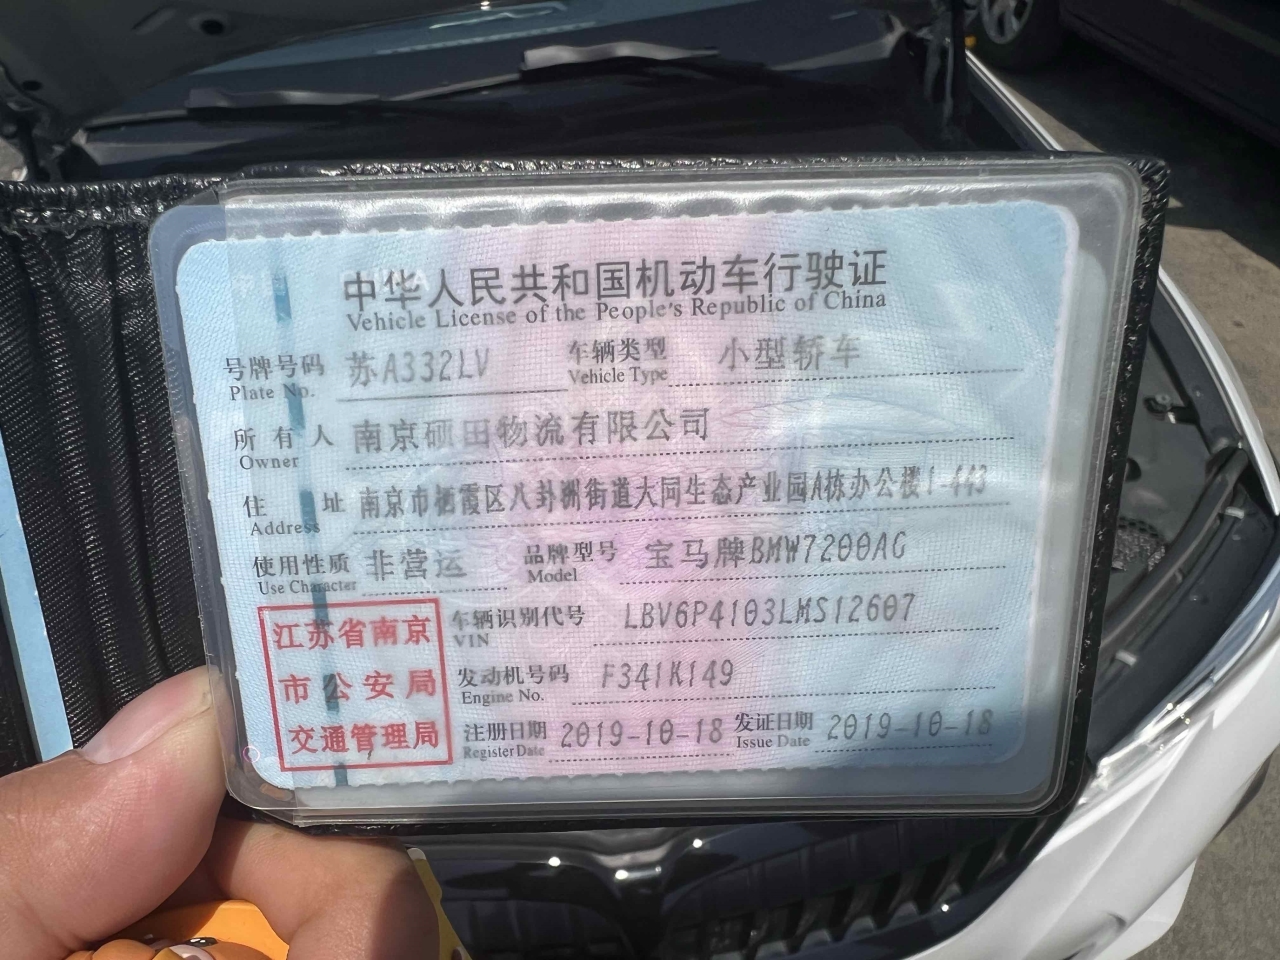 中华人民共和国机动车行驶证
Vehicle License of the People's Republic of China
号牌号码 苏A332LV 车辆类型 小型轿车
Plate No. Vehicle Type
所有人 南京硕田物流有限公司
Owner
住址 南京市栖霞区八卦洲街道大同生态产业园A栋办公楼1-443
Address
使用性质 非营运 品牌型号 宝马牌BMW7200AG
Use Character Model
江苏省南京
市公安局
交通管理局
车辆识别代号 LBV6P4103LMS12607
VIN
发动机号码 F341K149
Engine No.
注册日期 2019-10-18 发证日期 2019-10-18
Register Date Issue Date